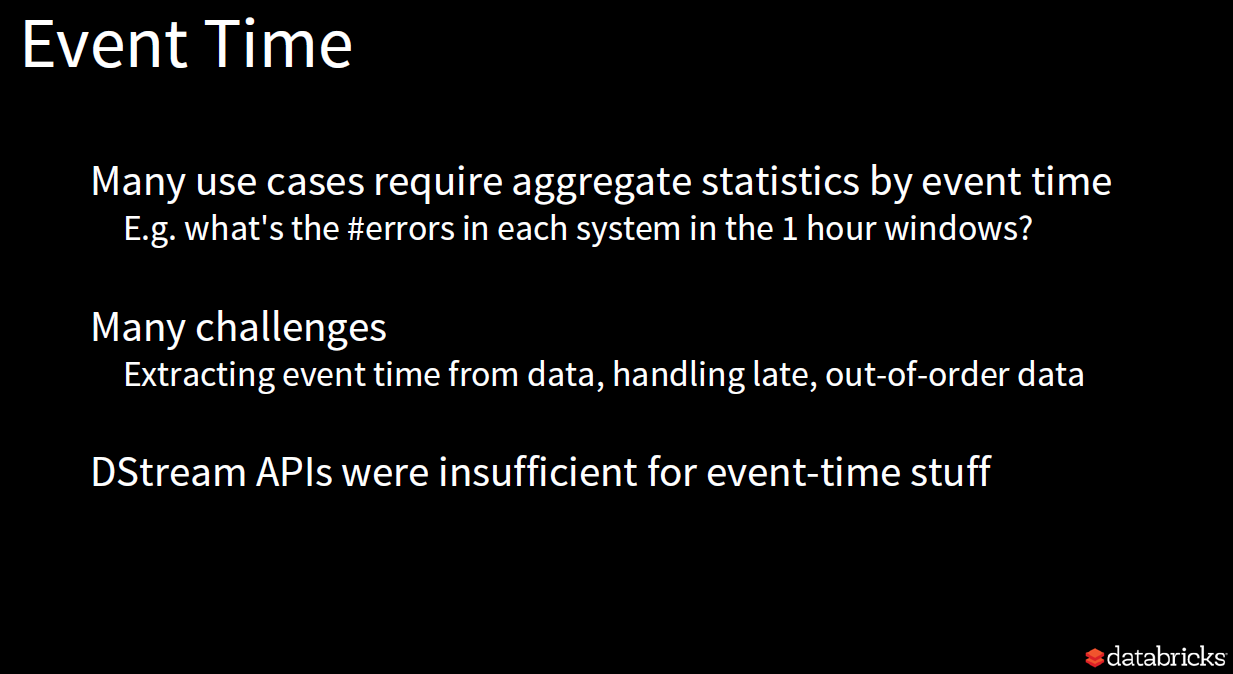 Event Time
Many use cases require aggregate statistics by event time
E.g. what's the #errors in each system in the 1 hour windows?
Many challenges
Extracting event time from data, handling late, out-of-order data
DStream APIs were insufficient for event-time stuff
databricks